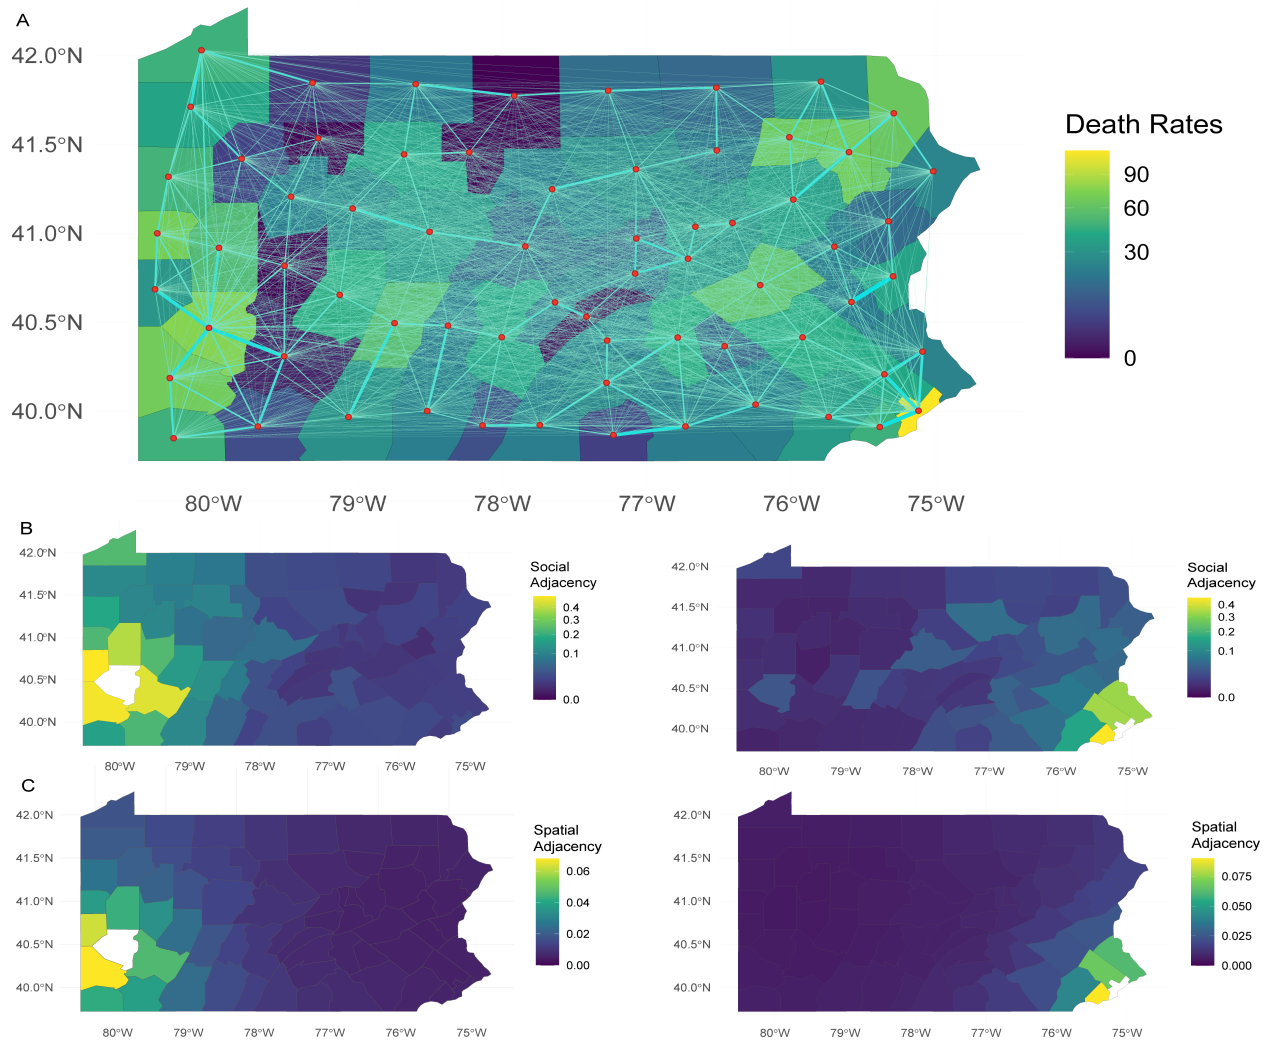 A
42.0°N
41.5°N
41.0°N
40.5°N
40.0°N
80°W 79°W 78°W 77°W 76°W 75°W
Death Rates
90
60
30
0
B
42.0°N
41.5°N
41.0°N
40.5°N
40.0°N
80°W 79°W 78°W 77°W 76°W 75°W
Social
Adjacency
0.4
0.3
0.2
0.1
0.0
42.0°N
41.5°N
41.0°N
40.5°N
40.0°N
80°W 79°W 78°W 77°W 76°W 75°W
Social
Adjacency
0.4
0.3
0.2
0.1
0.0
C
42.0°N
41.5°N
41.0°N
40.5°N
40.0°N
80°W 79°W 78°W 77°W 76°W 75°W
Spatial
Adjacency
0.06
0.04
0.02
0.00
42.0°N
41.5°N
41.0°N
40.5°N
40.0°N
80°W 79°W 78°W 77°W 76°W 75°W
Spatial
Adjacency
0.075
0.050
0.025
0.000